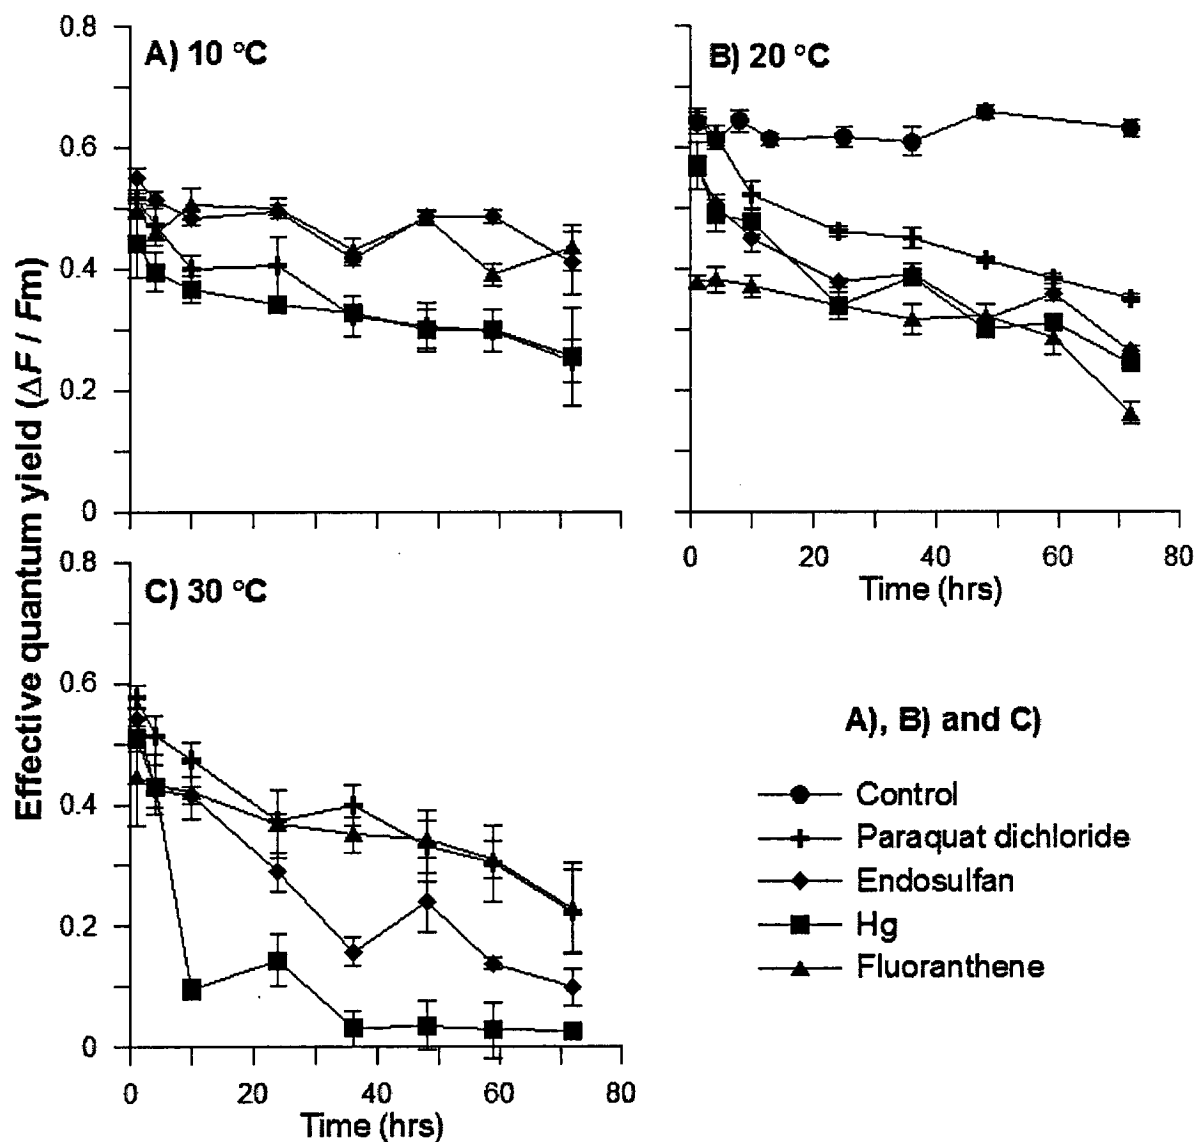 Effective quantum yield (ΔF / Fm)
A) 10 °C
0.8
0.6
0.4
0.2
0
B) 20 °C
0 20 40 60 80
Time (hrs)
C) 30 °C
0.8
0.6
0.4
0.2
0
0 20 40 60 80
Time (hrs)
A), B) and C)
Control
Paraquat dichloride
Endosulfan
Hg
Fluoranthene